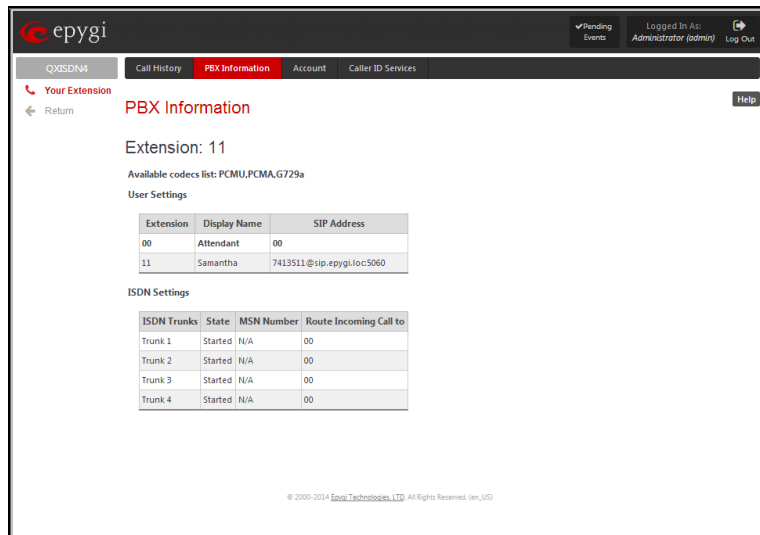 epygi
✔Pending Events
Logged In As:
Administrator (admin)
Log Out
QXISDN4
Call History PBX Information Account Caller ID Services
Your Extension
Return
Help
PBX Information
Extension: 11
Available codecs list: PCMU,PCMA,G729a
User Settings
Extension Display Name SIP Address
00 Attendant 00
11 Samantha 7413511@sip.epygi.loc:5060
ISDN Settings
ISDN Trunks State MSN Number Route Incoming Call to
Trunk 1 Started N/A 00
Trunk 2 Started N/A 00
Trunk 3 Started N/A 00
Trunk 4 Started N/A 00
© 2000-2014 Epygi Technologies, LTD. All Rights Reserved. (en_US)